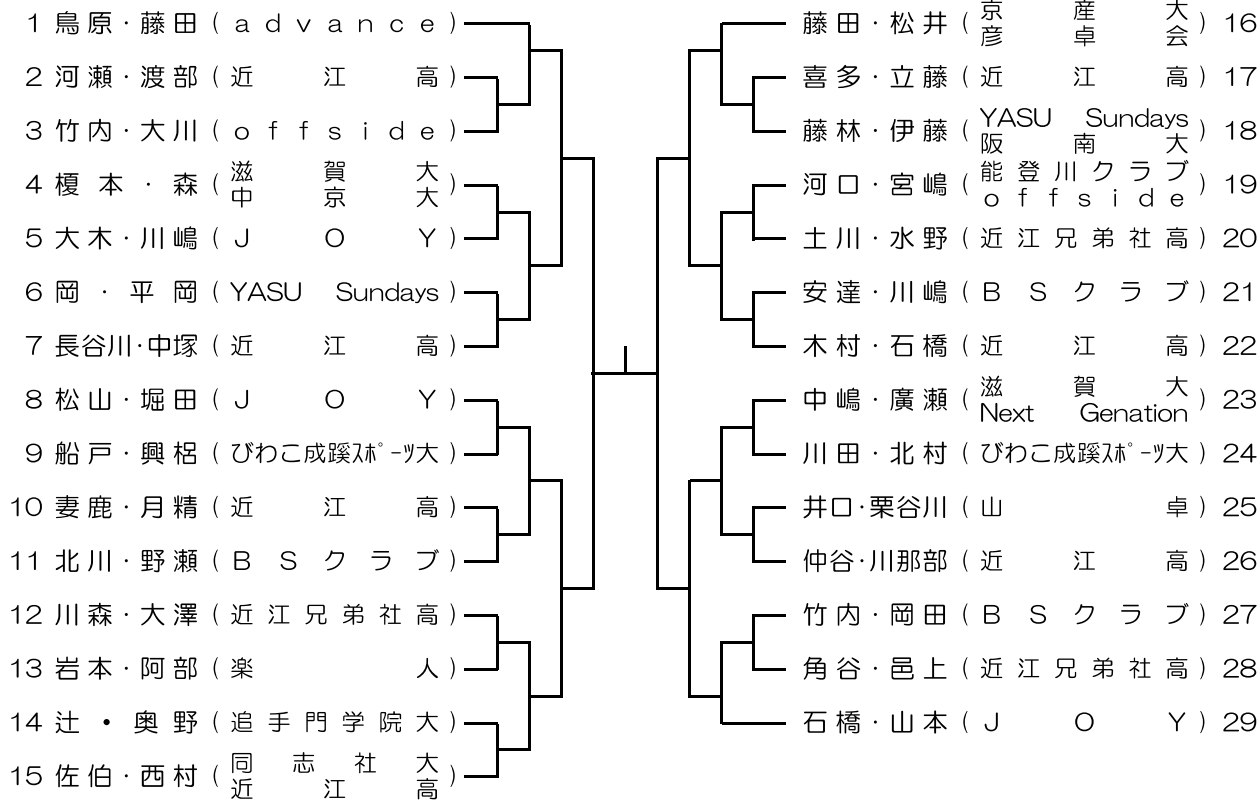 1 鳥原・藤田 (advance)
2 河瀬・渡部 (近江高)
3 竹内・大川 (offside)
4 榎本・森 (滋賀大
中京大)
5 大木・川嶋 (JOY)
6 岡・平岡 (YASU Sundays)
7 長谷川・中塚 (近江高)
8 松山・堀田 (JOY)
9 船戸・興梠 (びわこ成蹊ｽﾎﾟｰﾂ大)
10 妻鹿・月精 (近江高)
11 北川・野瀬 (BSクラブ)
12 川森・大澤 (近江兄弟社高)
13 岩本・阿部 (楽人)
14 辻・奥野 (追手門学院大)
15 佐伯・西村 (同志社大
近江高)
藤田・松井 (京産大
彦卓会) 16
喜多・立藤 (近江高) 17
藤林・伊藤 (YASU Sundays
阪南大) 18
河口・宮嶋 (能登川クラブ
offside) 19
土川・水野 (近江兄弟社高) 20
安達・川嶋 (BSクラブ) 21
木村・石橋 (近江高) 22
中嶋・廣瀬 (滋賀大
Next Genation) 23
川田・北村 (びわこ成蹊ｽﾎﾟｰﾂ大) 24
井口・栗谷川 (山卓) 25
仲谷・川那部 (近江高) 26
竹内・岡田 (BSクラブ) 27
角谷・邑上 (近江兄弟社高) 28
石橋・山本 (JOY) 29